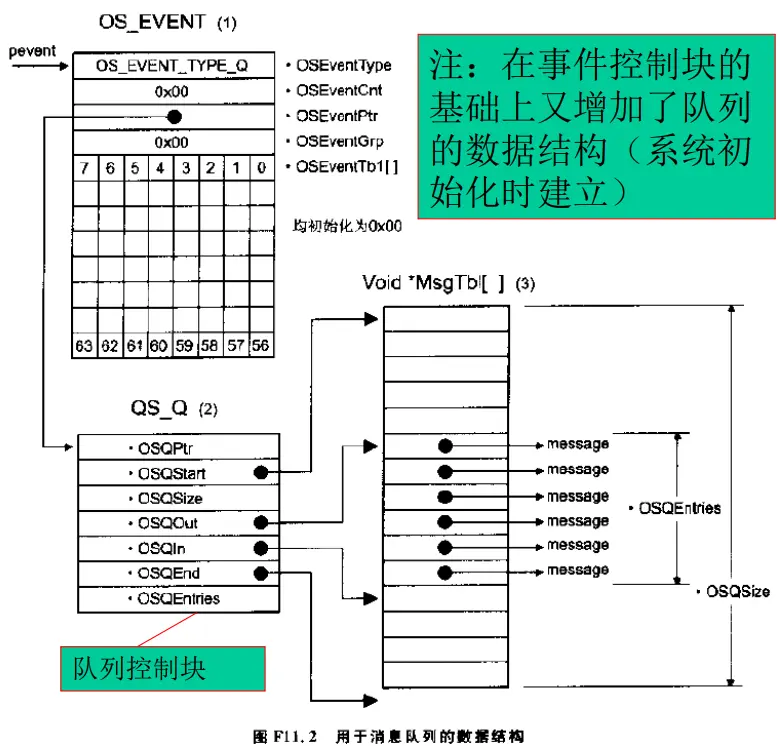 OS_EVENT (1)
pevent
OS_EVENT_TYPE_Q
• OSEventType
0x00
• OSEventCnt
• OSEventPtr
0x00
• OSEventGrp
7 6 5 4 3 2 1 0
• OSEventTb1[ ]
均初始化为0x00
63 62 61 60 59 58 57 56
注：在事件控制块的
基础上又增加了队列
的数据结构（系统初
始化时建立）
Void *MsgTbl[ ] (3)
QS_Q (2)
• OSQPtr
• OSQStart
• OSQSize
• OSQOut
• OSQIn
• OSQEnd
• OSQEntries
message
message
message
message
message
message
• OSQEntries
• OSQSize
队列控制块
图 F11.2 用于消息队列的数据结构